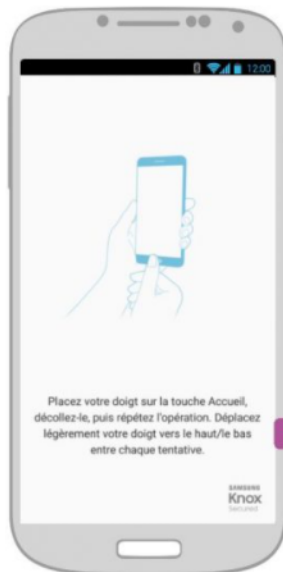 12:00
Placez votre doigt sur la touche Accueil,
décollez-le, puis répétez l'opération. Déplacez
légèrement votre doigt vers le haut/le bas
entre chaque tentative.
SAMSUNG
Knox
Secured